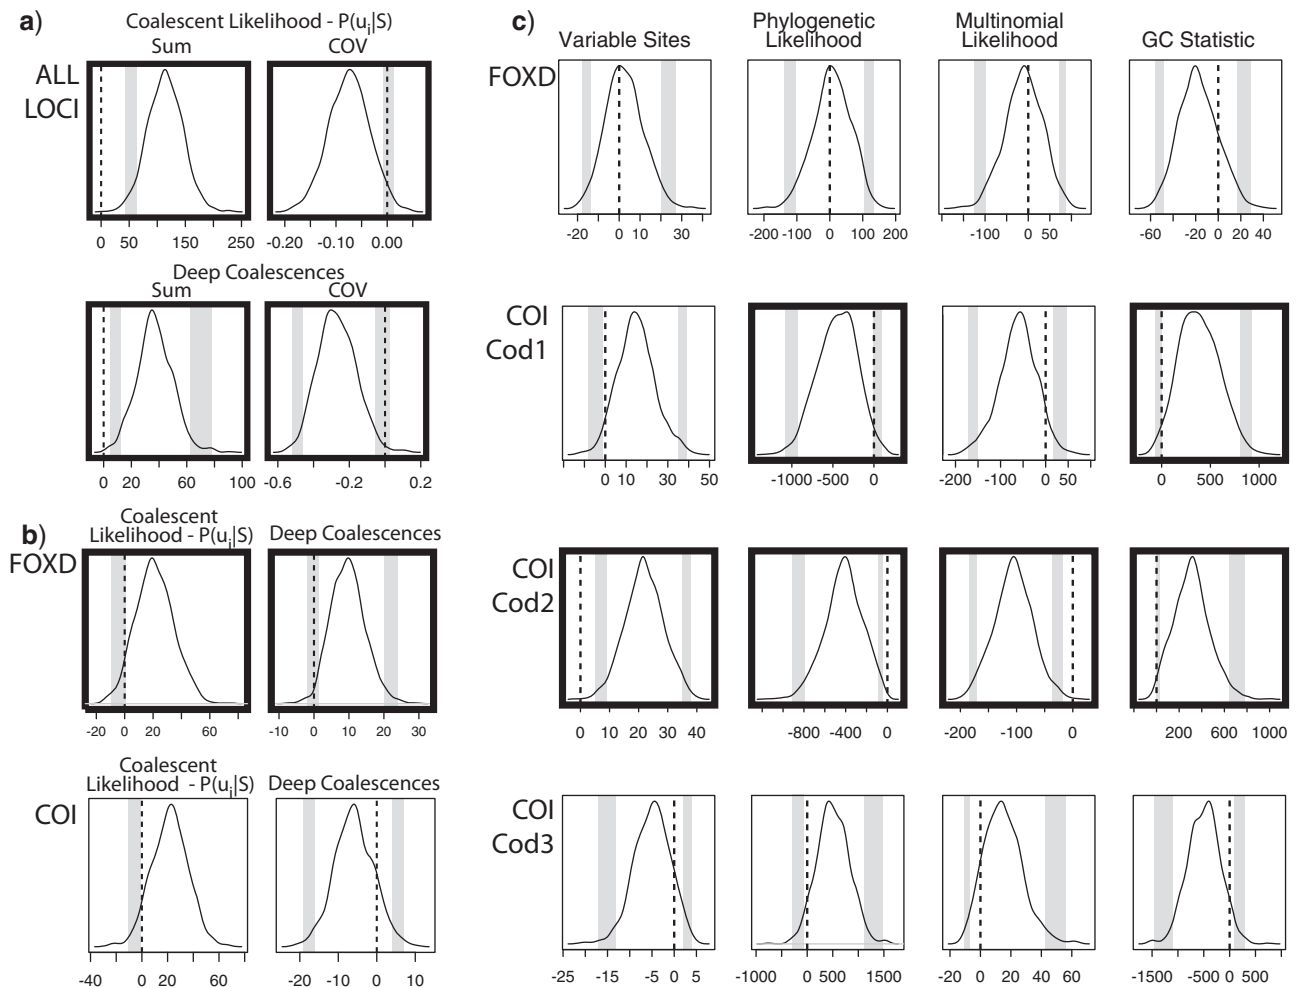 a)
Coalescent Likelihood - P(uᵢ|S)
Sum COV
ALL
LOCI
0 50 150 250 -0.20 -0.10 0.00
Deep Coalescences
Sum COV
0 20 60 100 -0.6 -0.2 0.2
b)
Coalescent
Likelihood - P(uᵢ|S) Deep Coalescences
FOXD
-20 0 20 60 -10 0 10 20 30
Coalescent
Likelihood - P(uᵢ|S) Deep Coalescences
COI
-40 0 20 60 -20 -10 0 10
c)
Variable Sites
Phylogenetic
Likelihood
Multinomial
Likelihood
GC Statistic
FOXD
-20 0 10 30 -200 -100 0 100 200 -100 0 50 -60 -20 0 20 40
COI
Cod1
0 10 30 50 -1000 -500 0 -200 -100 0 50 0 500 1000
COI
Cod2
0 10 20 30 40 -800 -400 0 -200 -100 0 200 600 1000
COI
Cod3
-25 -15 -5 0 5 -1000 0 500 1500 -20 0 20 40 60 -1500 -500 0 500